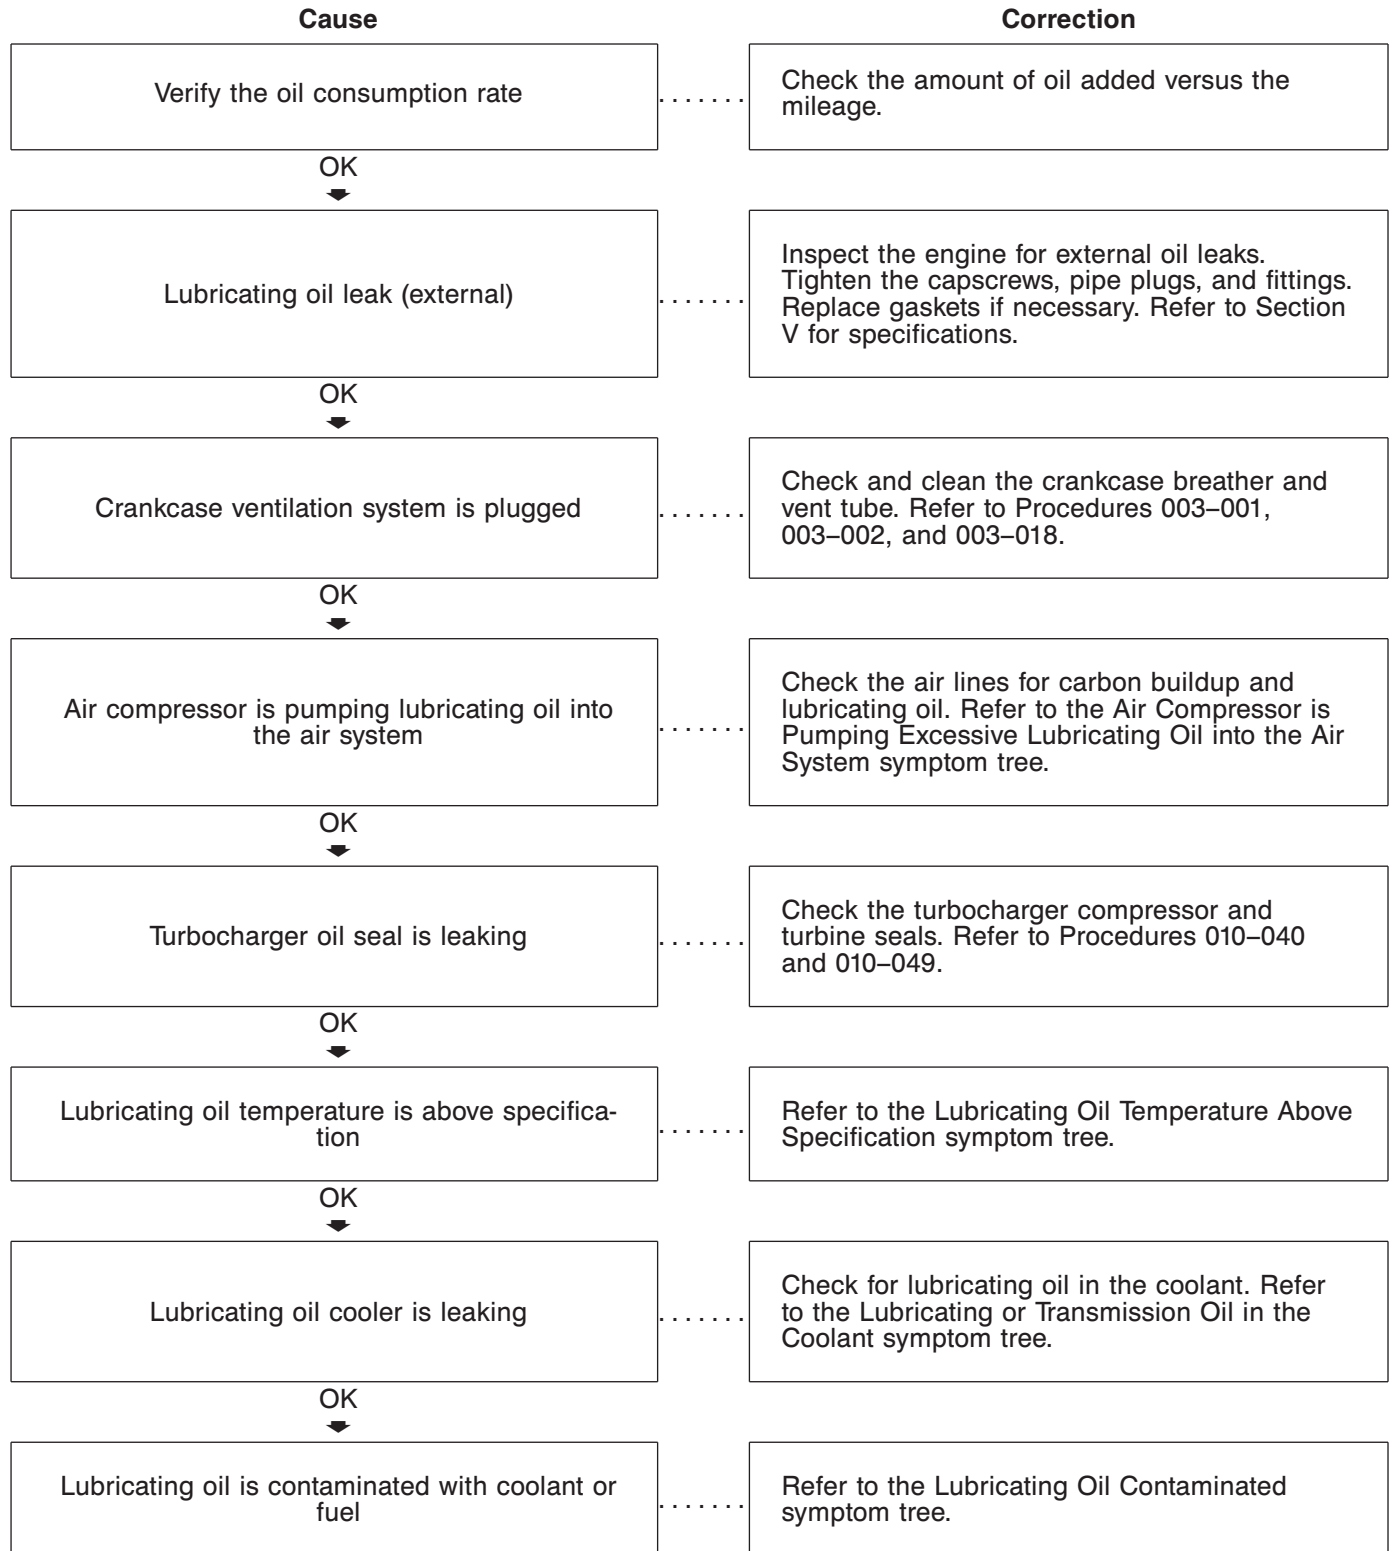 Cause
Correction
Verify the oil consumption rate
. . . . . . .
Check the amount of oil added versus the
mileage.
OK
Lubricating oil leak (external)
. . . . . . .
Inspect the engine for external oil leaks.
Tighten the capscrews, pipe plugs, and fittings.
Replace gaskets if necessary. Refer to Section
V for specifications.
OK
Crankcase ventilation system is plugged
. . . . . . .
Check and clean the crankcase breather and
vent tube. Refer to Procedures 003–001,
003–002, and 003–018.
OK
Air compressor is pumping lubricating oil into
the air system
. . . . . . .
Check the air lines for carbon buildup and
lubricating oil. Refer to the Air Compressor is
Pumping Excessive Lubricating Oil into the Air
System symptom tree.
OK
Turbocharger oil seal is leaking
. . . . . . .
Check the turbocharger compressor and
turbine seals. Refer to Procedures 010–040
and 010–049.
OK
Lubricating oil temperature is above specifica-
tion
. . . . . . .
Refer to the Lubricating Oil Temperature Above
Specification symptom tree.
OK
Lubricating oil cooler is leaking
. . . . . . .
Check for lubricating oil in the coolant. Refer
to the Lubricating or Transmission Oil in the
Coolant symptom tree.
OK
Lubricating oil is contaminated with coolant or
fuel
. . . . . . .
Refer to the Lubricating Oil Contaminated
symptom tree.